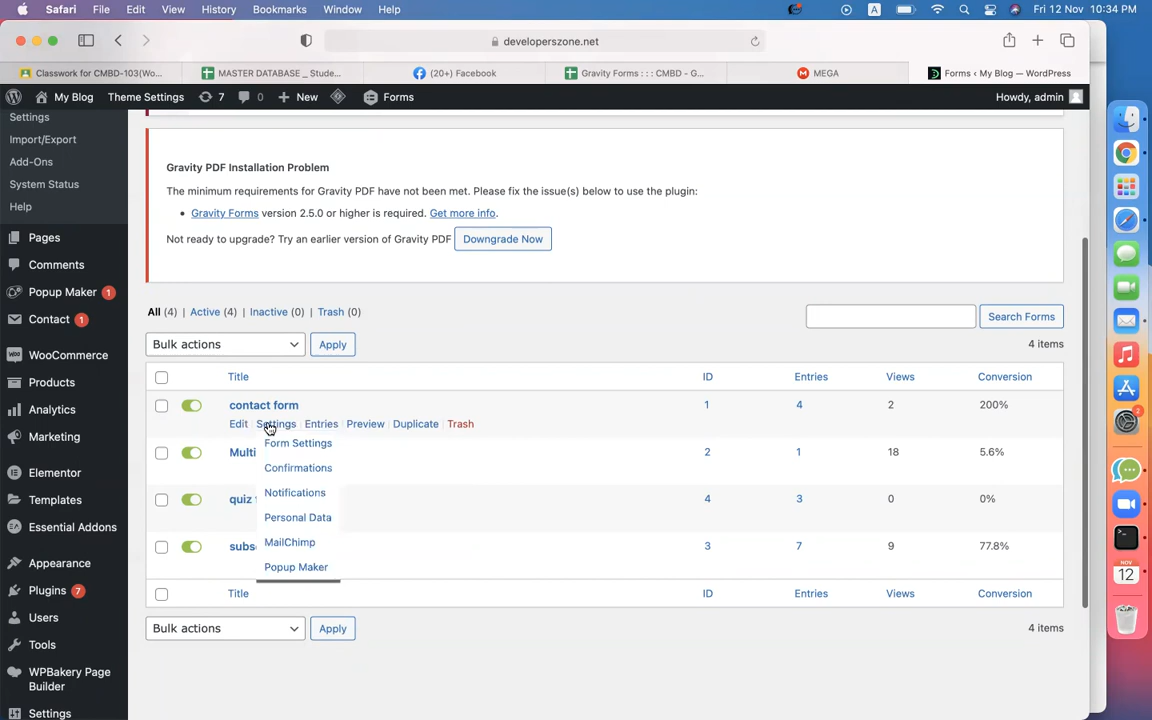 Safari File Edit View History Bookmarks Window Help A Fri 12 Nov 10:34 PM
developerszone.net
Classwork for CMBD-103(Wo... MASTER DATABASE _ Stude... (20+) Facebook Gravity Forms : : : CMBD - G... MEGA Forms ‹ My Blog — WordPress
My Blog Theme Settings 7 0 New Forms Howdy, admin
Settings
Import/Export
Add-Ons
System Status
Help
Pages
Comments
Popup Maker 1
Contact 1
WooCommerce
Products
Analytics
Marketing
Elementor
Templates
Essential Addons
Appearance
Plugins 7
Users
Tools
WPBakery Page
Builder
Settings
Gravity PDF Installation Problem
The minimum requirements for Gravity PDF have not been met. Please fix the issue(s) below to use the plugin:
• Gravity Forms version 2.5.0 or higher is required. Get more info.
Not ready to upgrade? Try an earlier version of Gravity PDF Downgrade Now
All (4) | Active (4) | Inactive (0) | Trash (0)
Search Forms
Bulk actions Apply 4 items
Title ID Entries Views Conversion
contact form 1 4 2 200%
Edit | Settings | Entries | Preview | Duplicate | Trash
Form Settings
Confirmations
Notifications
Personal Data
MailChimp
Popup Maker
Multi 2 1 18 5.6%
quiz 4 3 0 0%
subs 3 7 9 77.8%
Title ID Entries Views Conversion
Bulk actions Apply 4 items
2
NOV
12